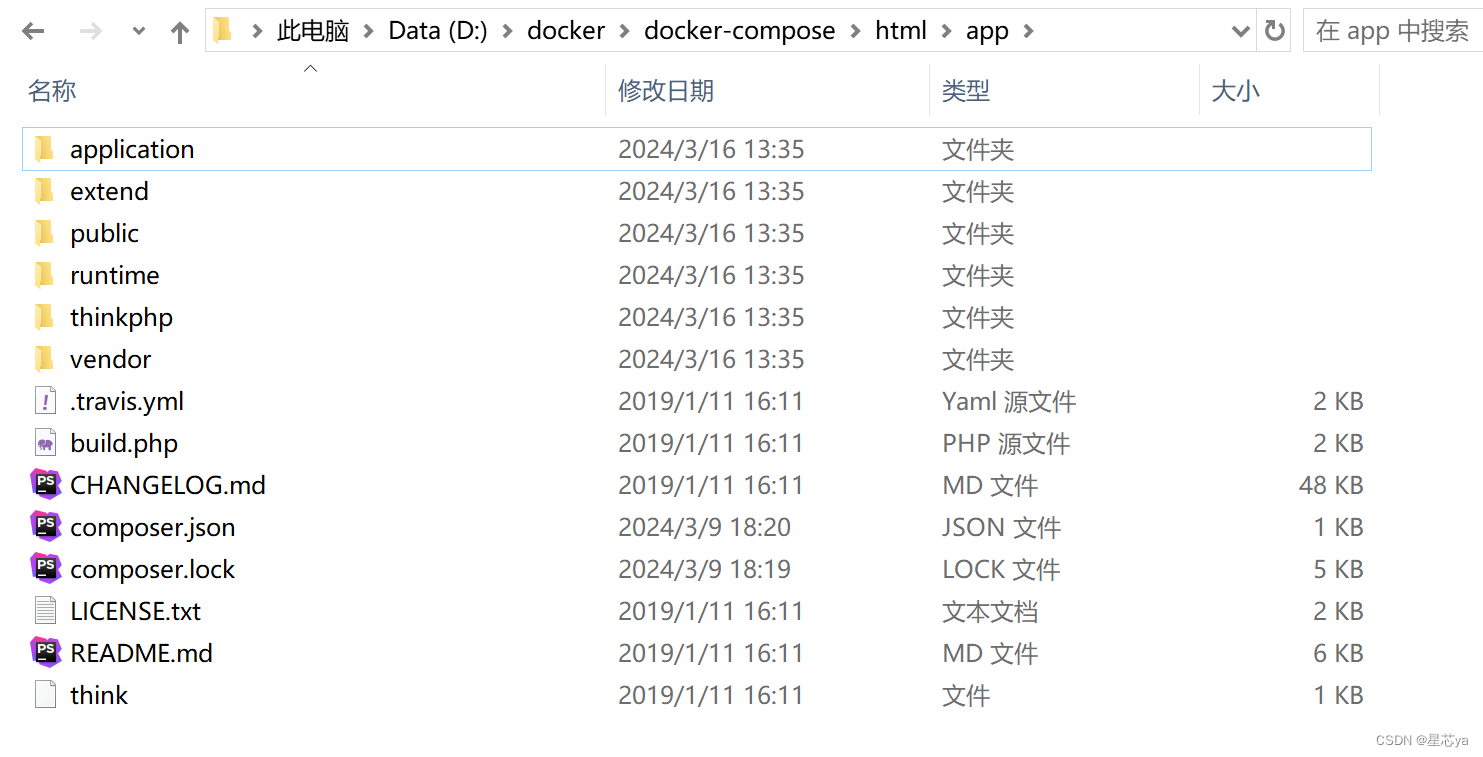 此电脑 Data (D:) docker docker-compose html app 在 app 中搜索
名称 修改日期 类型 大小
application 2024/3/16 13:35 文件夹
extend 2024/3/16 13:35 文件夹
public 2024/3/16 13:35 文件夹
runtime 2024/3/16 13:35 文件夹
thinkphp 2024/3/16 13:35 文件夹
vendor 2024/3/16 13:35 文件夹
.travis.yml 2019/1/11 16:11 Yaml 源文件 2 KB
build.php 2019/1/11 16:11 PHP 源文件 2 KB
PS CHANGELOG.md 2019/1/11 16:11 MD 文件 48 KB
PS composer.json 2024/3/9 18:20 JSON 文件 1 KB
PS composer.lock 2024/3/9 18:19 LOCK 文件 5 KB
LICENSE.txt 2019/1/11 16:11 文本文档 2 KB
PS README.md 2019/1/11 16:11 MD 文件 6 KB
think 2019/1/11 16:11 文件 1 KB
CSDN @星芯ya